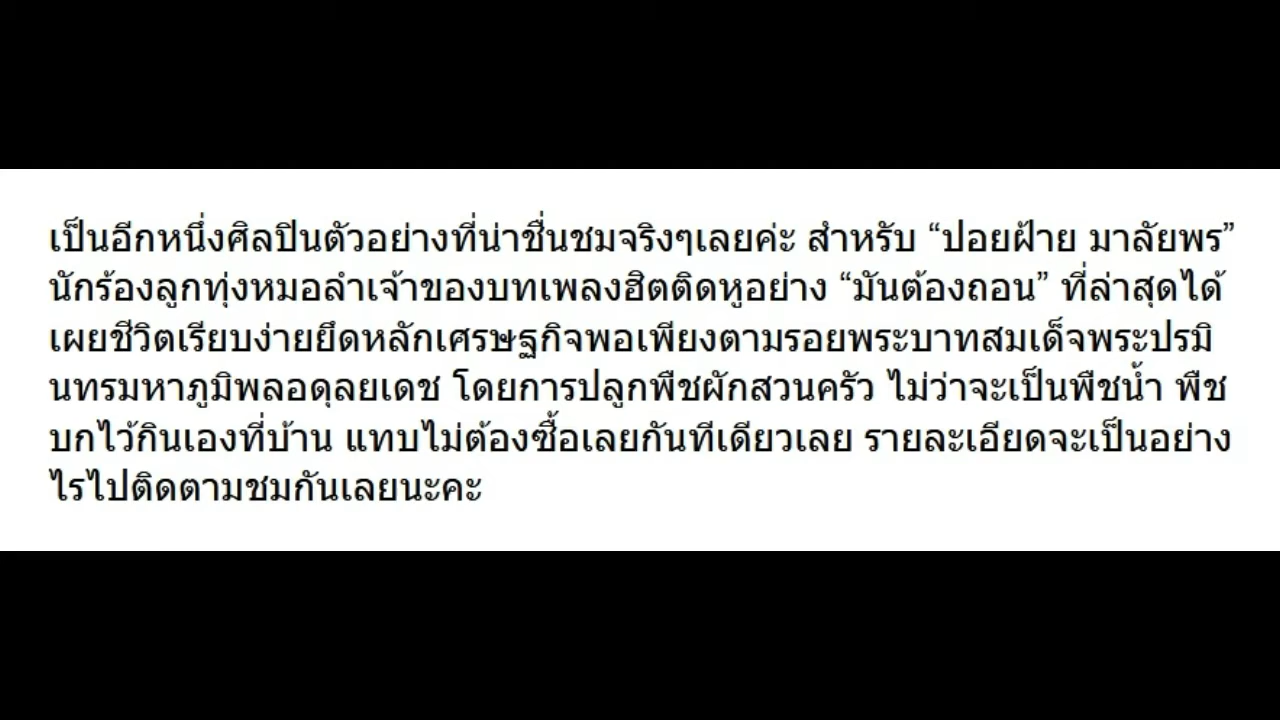 เป็นอีกหนึ่งศิลปินตัวอย่างที่น่าชื่นชมจริงๆเลยค่ะ สำหรับ “ปอยฝ้าย มาลัยพร”
นักร้องลูกทุ่งหมอลำเจ้าของบทเพลงฮิตติดหูอย่าง “มันต้องถอน” ที่ล่าสุดได้
เผยชีวิตเรียบง่ายยึดหลักเศรษฐกิจพอเพียงตามรอยพระบาทสมเด็จพระปรมิ
นทรมหาภูมิพลอดุลยเดช โดยการปลูกพืชผักสวนครัว ไม่ว่าจะเป็นพืชน้ำ พืช
บกไว้กินเองที่บ้าน แทบไม่ต้องซื้อเลยกันทีเดียวเลย รายละเอียดจะเป็นอย่าง
ไรไปติดตามชมกันเลยนะคะ